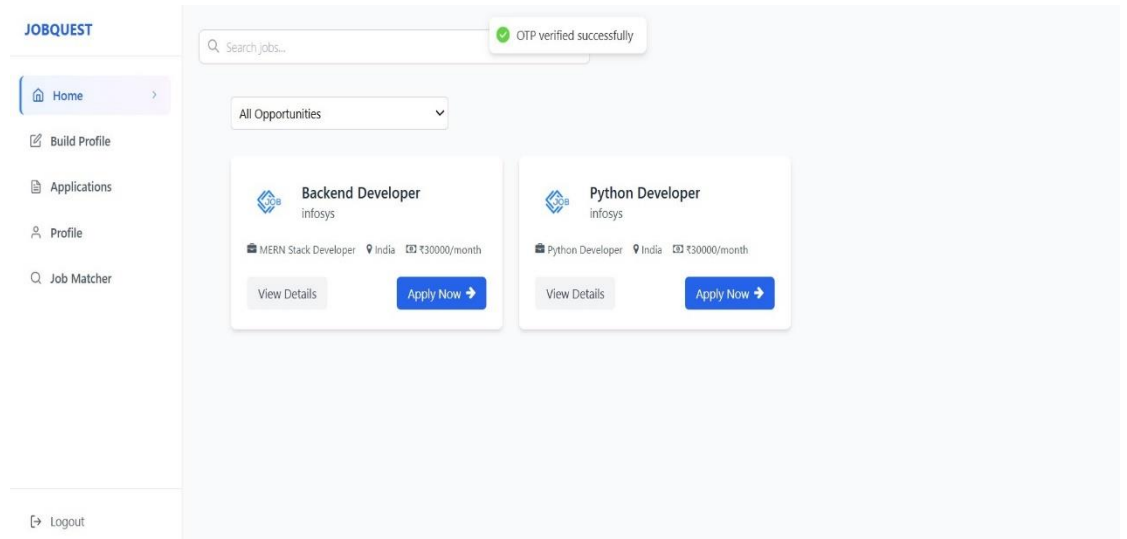 JOBQUEST
OTP verified successfully
Search jobs...
Home
Build Profile
Applications
Profile
Job Matcher
Logout
All Opportunities
JOB
Backend Developer
infosys
MERN Stack Developer India ₹30000/month
View Details Apply Now
JOB
Python Developer
infosys
Python Developer India ₹30000/month
View Details Apply Now